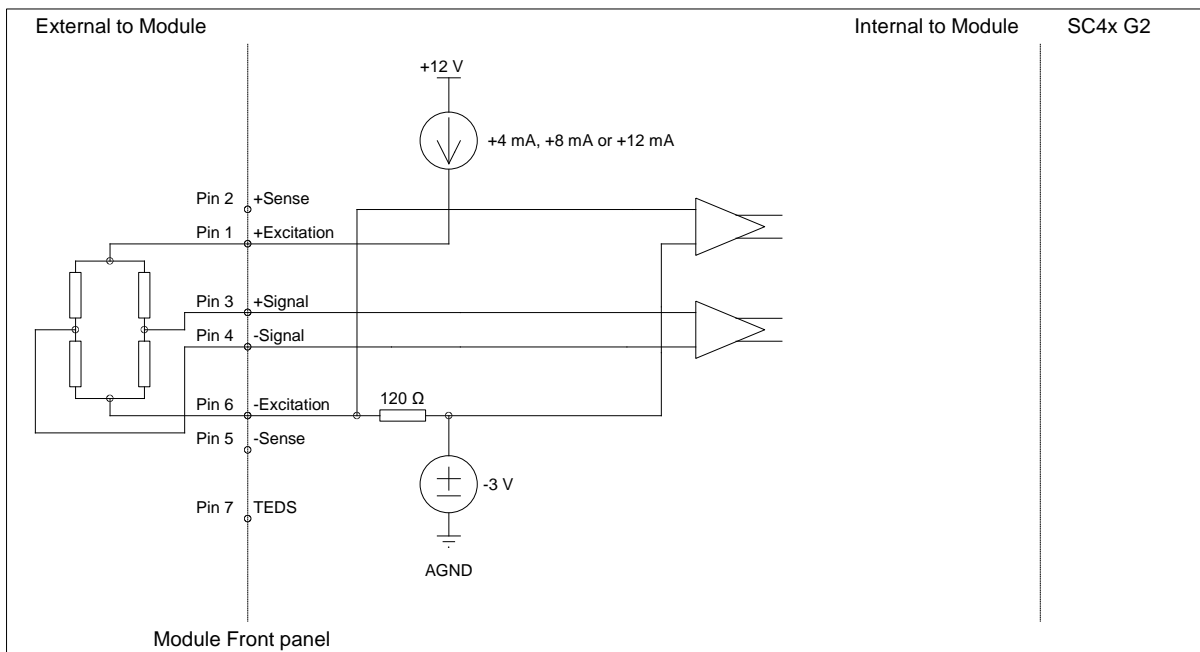 External to Module
Internal to Module
SC4x G2
+12 V
+4 mA, +8 mA or +12 mA
Pin 2
+Sense
Pin 1
+Excitation
Pin 3
+Signal
Pin 4
-Signal
Pin 6
-Excitation
120 Ω
Pin 5
-Sense
-3 V
Pin 7
TEDS
AGND
Module Front panel